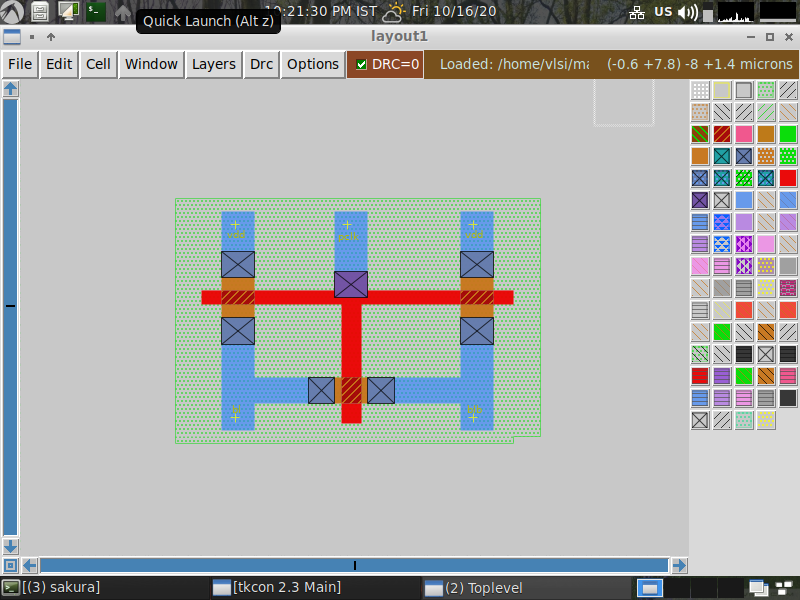 Quick Launch (Alt z)
:21:30 PM IST
Fri 10/16/20
US
layout1
File Edit Cell Window Layers Drc Options
DRC=0
Loaded: /home/vlsi/ma
(-0.6 +7.8) -8 +1.4 microns
[(3) sakura]
[tkcon 2.3 Main]
(2) Toplevel